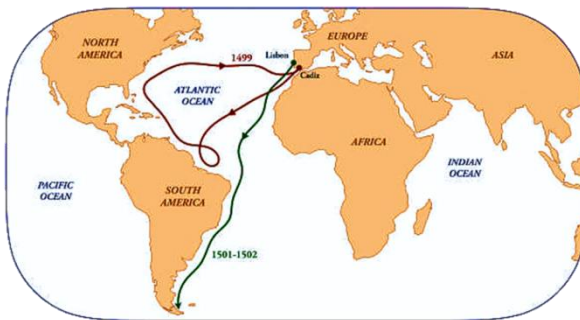 NORTH
AMERICA
1499
Lisbon
EUROPE
ASIA
Cadiz
ATLANTIC
OCEAN
AFRICA
INDIAN
OCEAN
PACIFIC
OCEAN
SOUTH
AMERICA
1501-1502